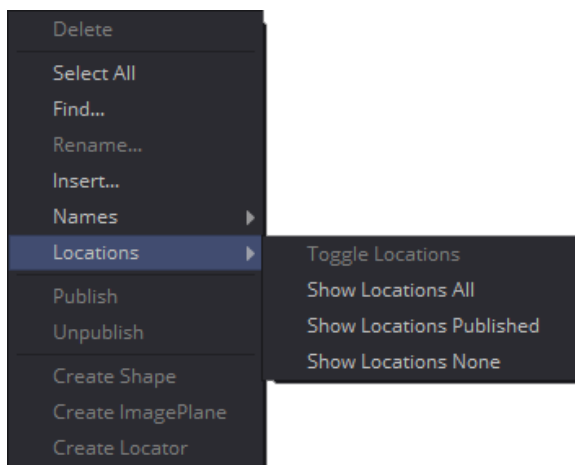 Delete
Select All
Find...
Rename...
Insert...
Names
Locations
Publish
Unpublish
Create Shape
Create ImagePlane
Create Locator
Toggle Locations
Show Locations All
Show Locations Published
Show Locations None